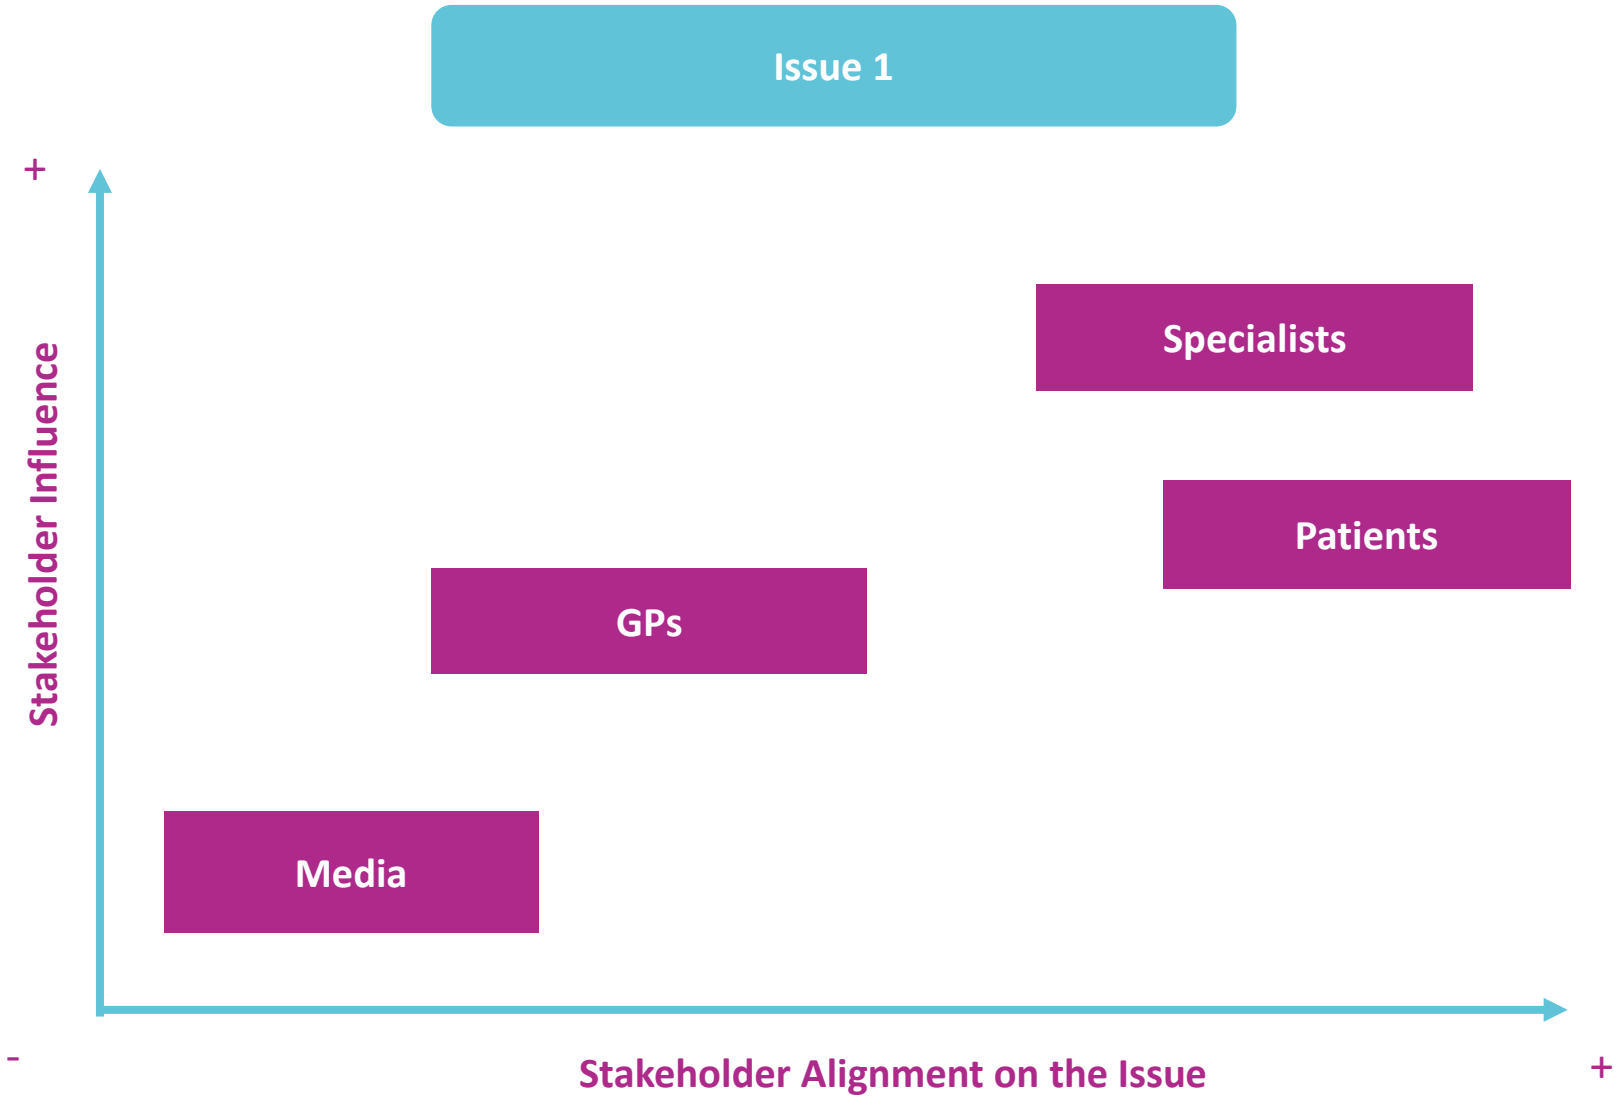 Issue 1
+
Stakeholder Influence
Specialists
Patients
GPs
Media
-
Stakeholder Alignment on the Issue
+